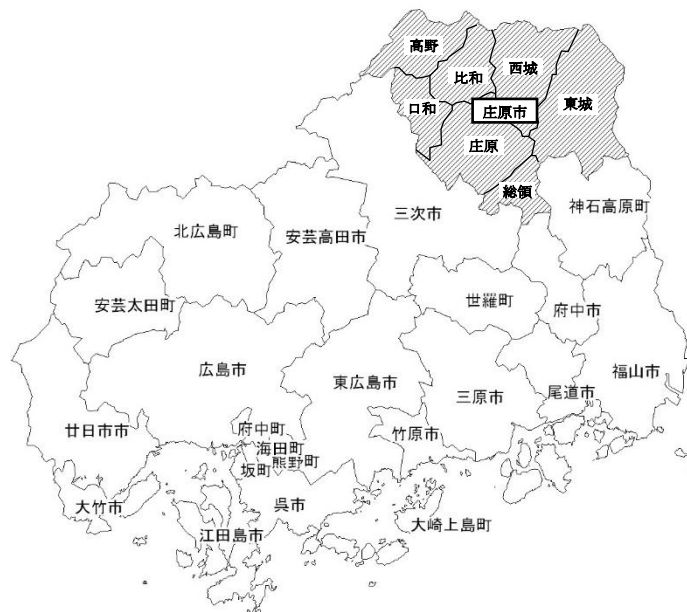 高野
比和
西城
口和
庄原市
東城
庄原
総領
神石高原町
三次市
北広島町
安芸高田市
安芸太田町
世羅町
府中市
広島市
東広島市
三原市
尾道市
福山市
廿日市市
府中町
海田町
熊野町
坂町
竹原市
大竹市
呉市
江田島市
大崎上島町